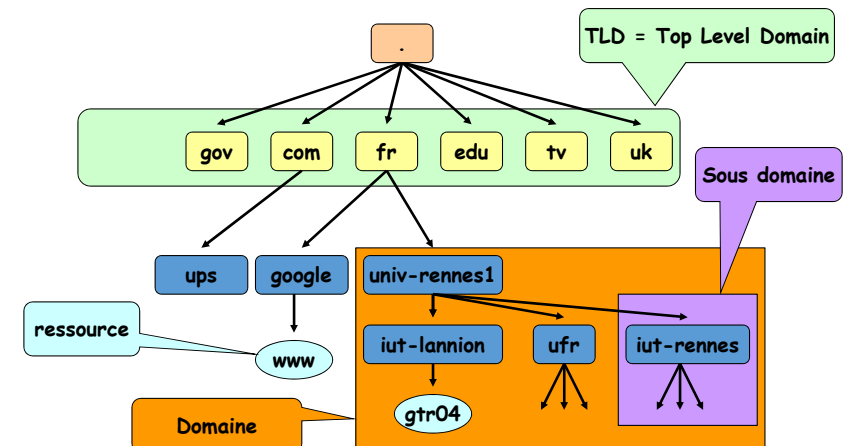 .
TLD = Top Level Domain
gov
com
fr
edu
tv
uk
Sous domaine
ups
google
univ-rennes1
ressource
www
iut-lannion
ufr
iut-rennes
gtr04
Domaine